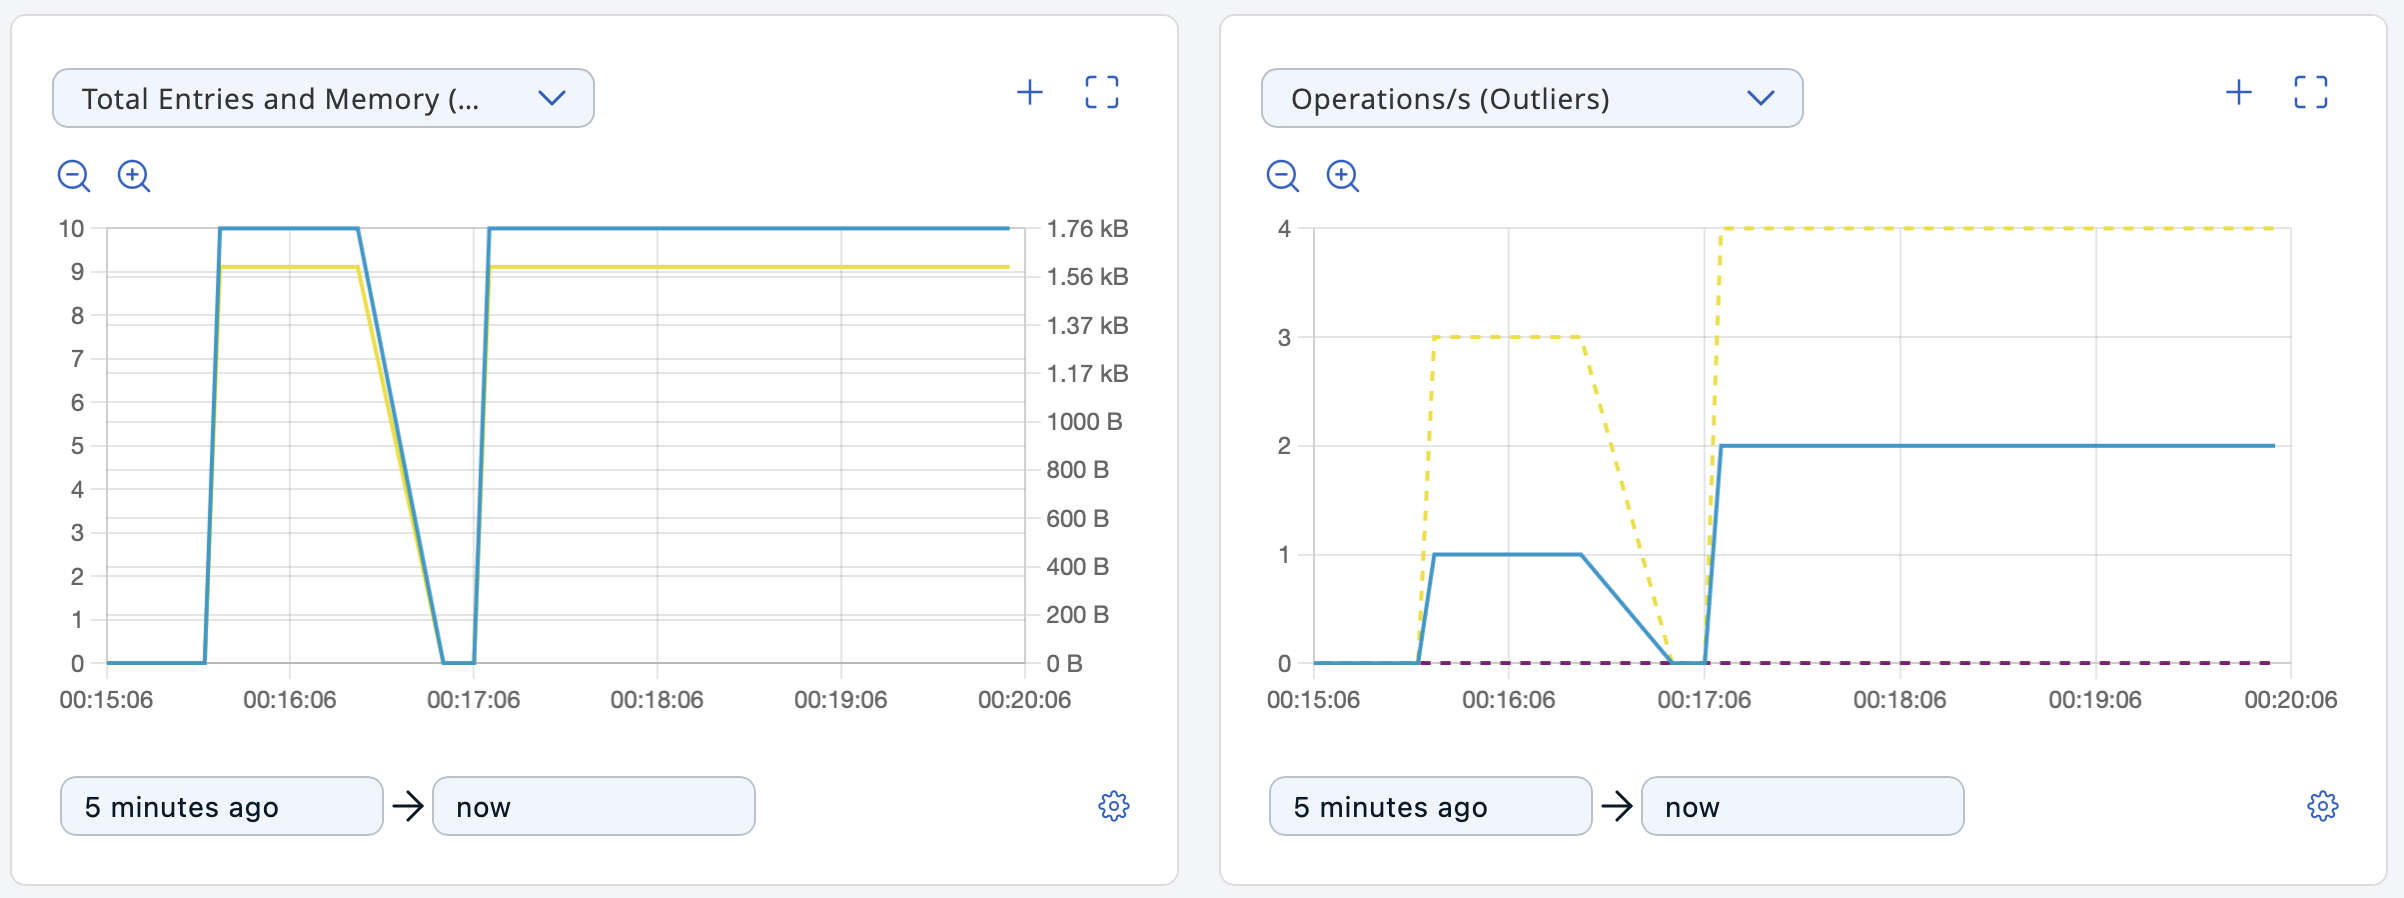 Total Entries and Memory (...
10
9
8
7
6
5
4
3
2
1
0
1.76 kB
1.56 kB
1.37 kB
1.17 kB
1000 B
800 B
600 B
400 B
200 B
0 B
00:15:06 00:16:06 00:17:06 00:18:06 00:19:06 00:20:06
5 minutes ago → now
Operations/s (Outliers)
4
3
2
1
0
00:15:06 00:16:06 00:17:06 00:18:06 00:19:06 00:20:06
5 minutes ago → now